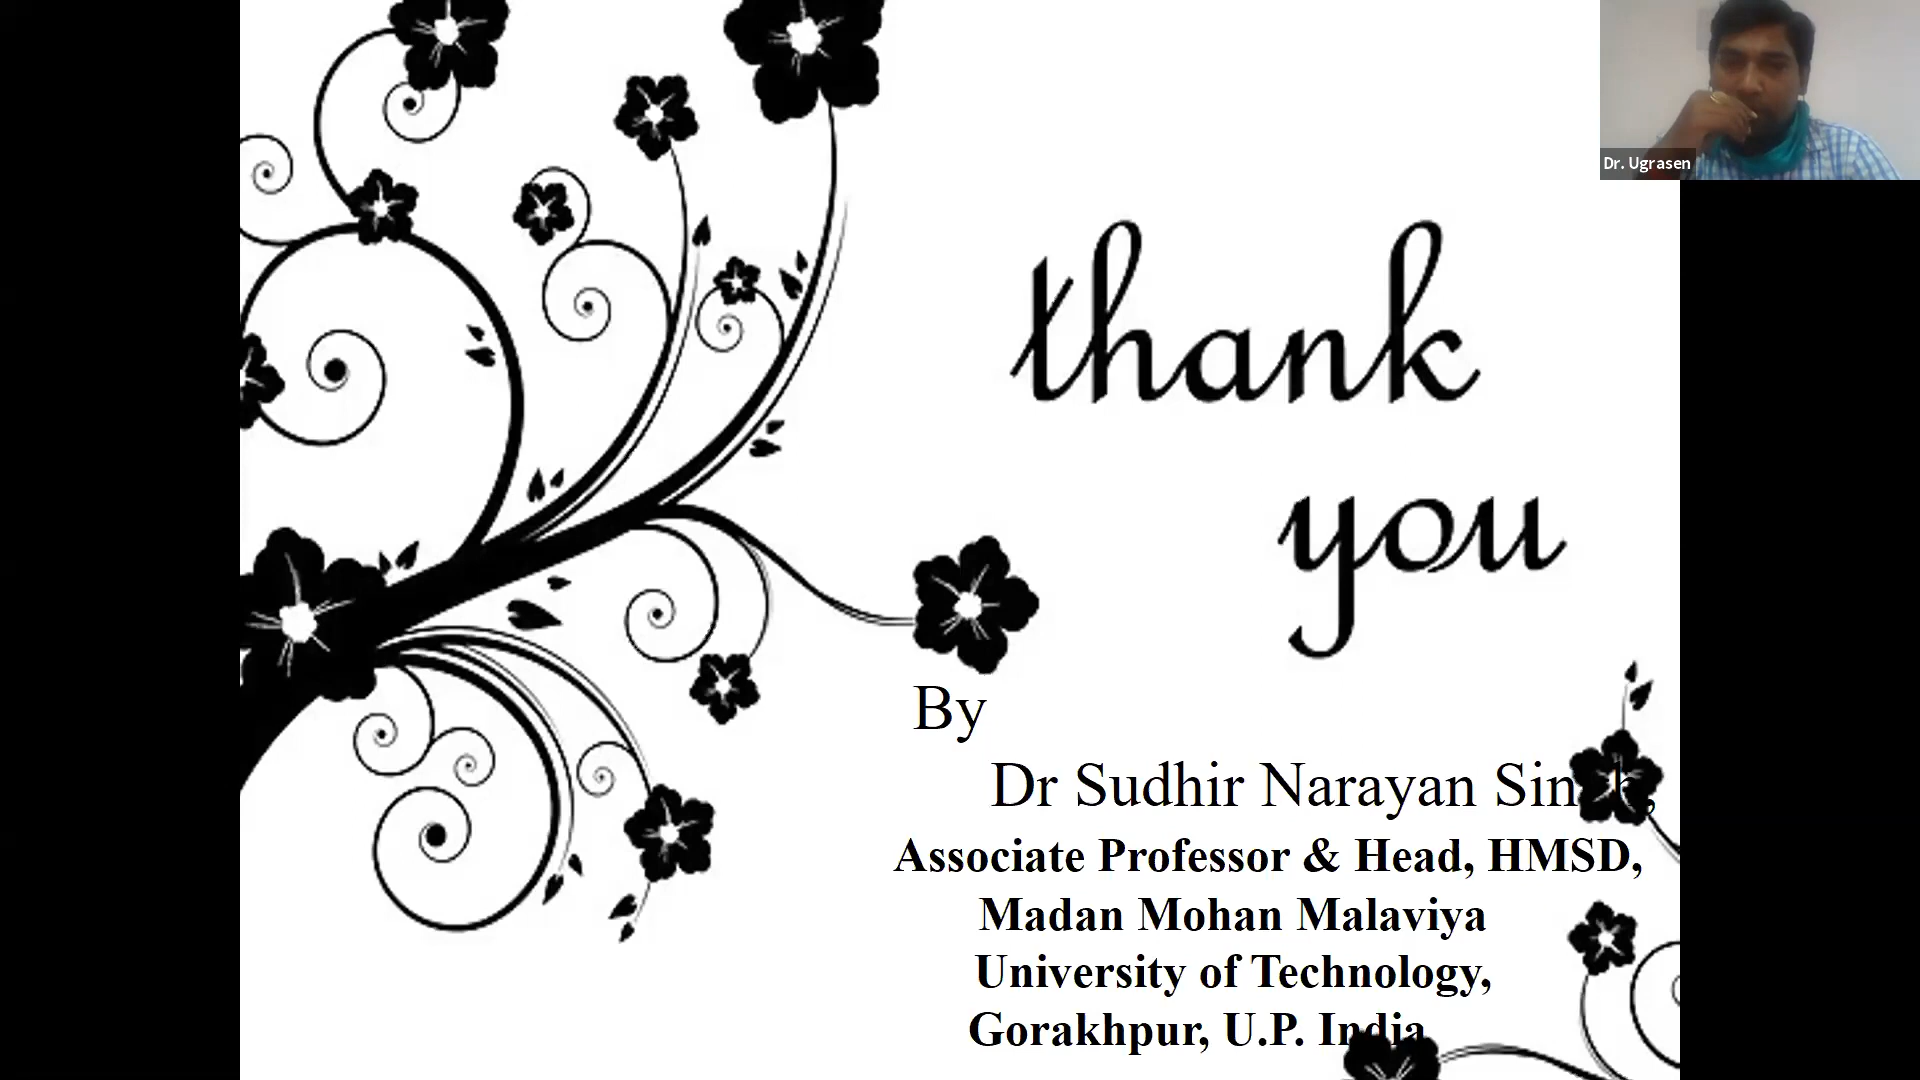 Dr. Ugrasen
thank
you
By
Dr Sudhir Narayan Singh,
Associate Professor & Head, HMSD,
Madan Mohan Malaviya
University of Technology,
Gorakhpur, U.P. India